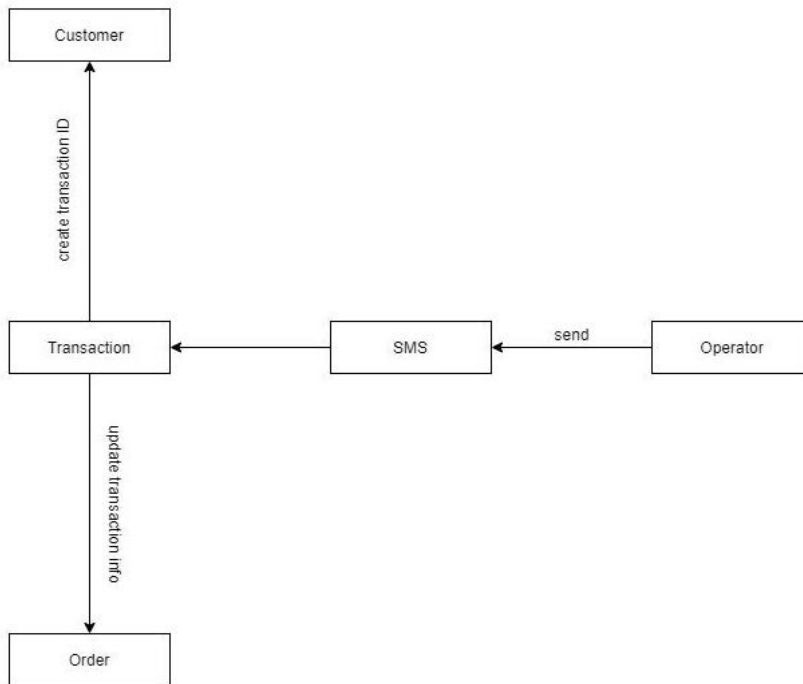 Customer
create transaction ID
Transaction
SMS
send
Operator
update transaction info
Order